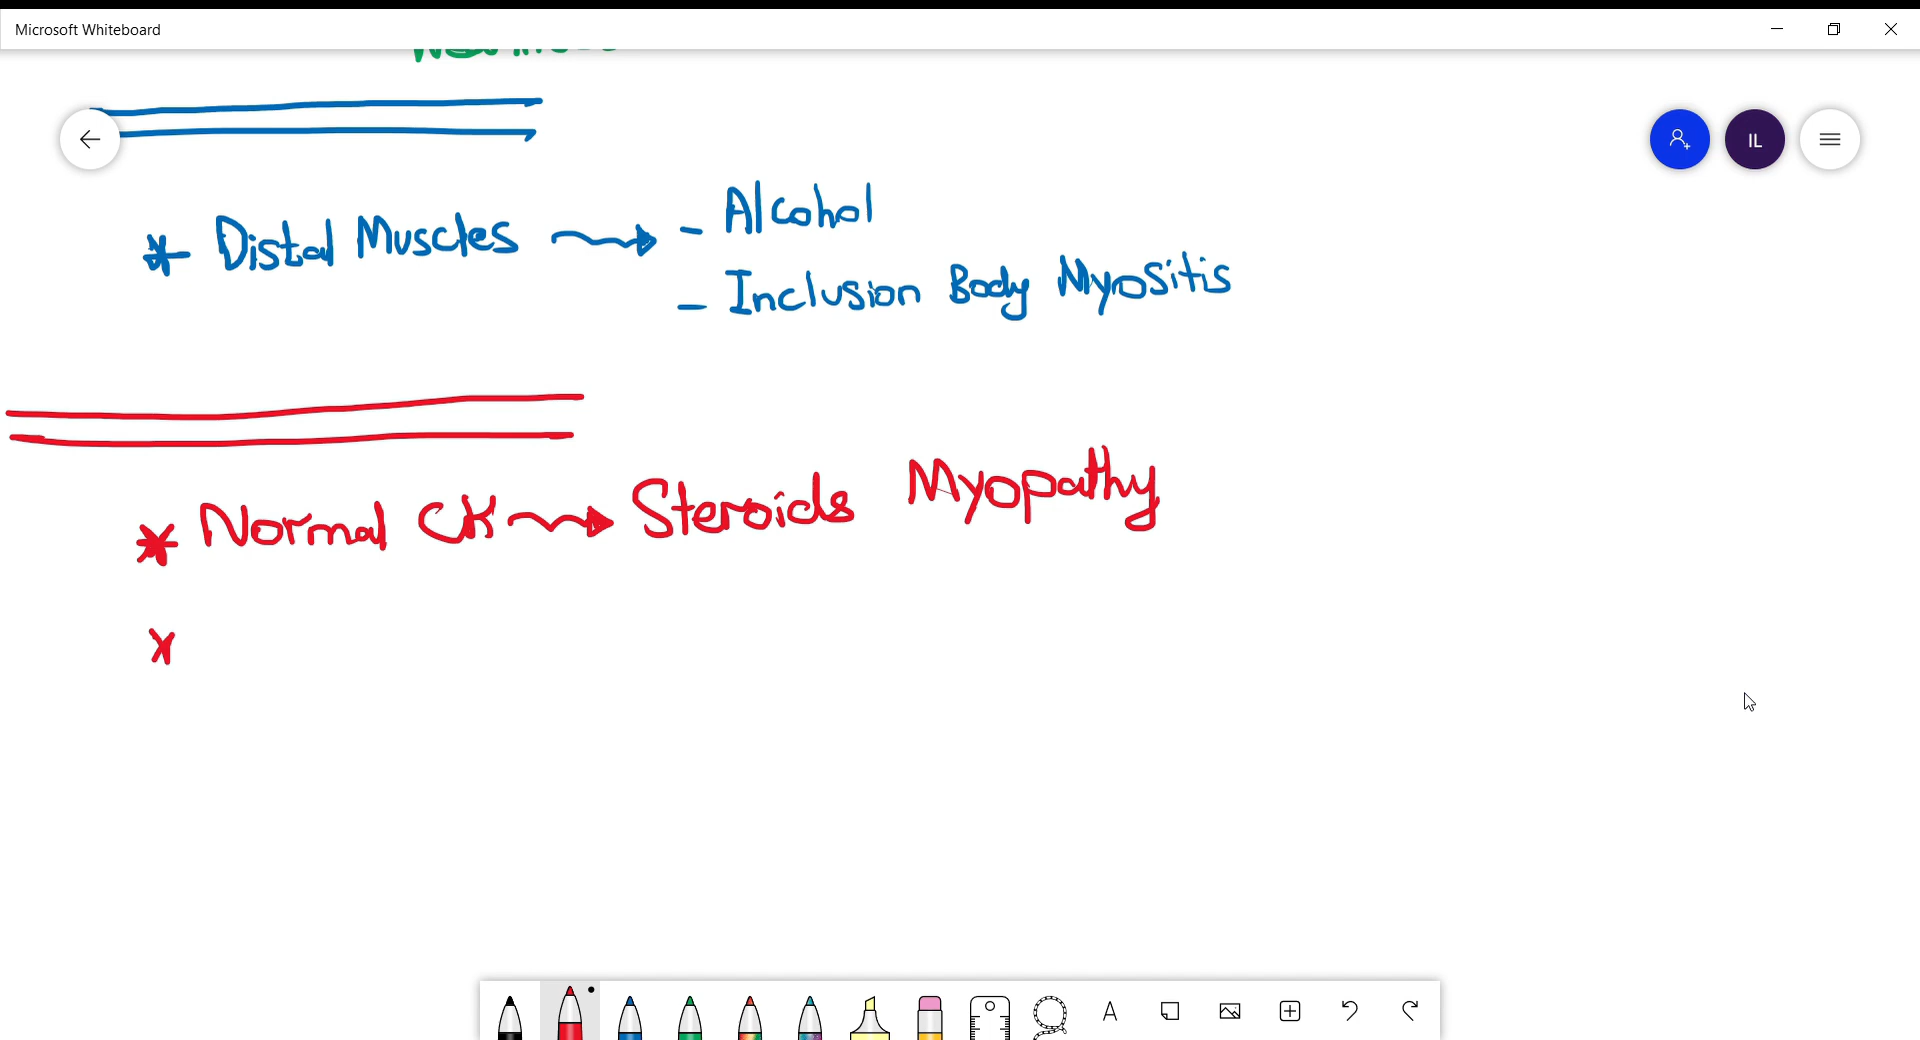 Microsoft Whiteboard
IL
* Distal Muscles → - Alcohol
- Inclusion Body Myositis
* Normal CK → Steroids Myopathy
*